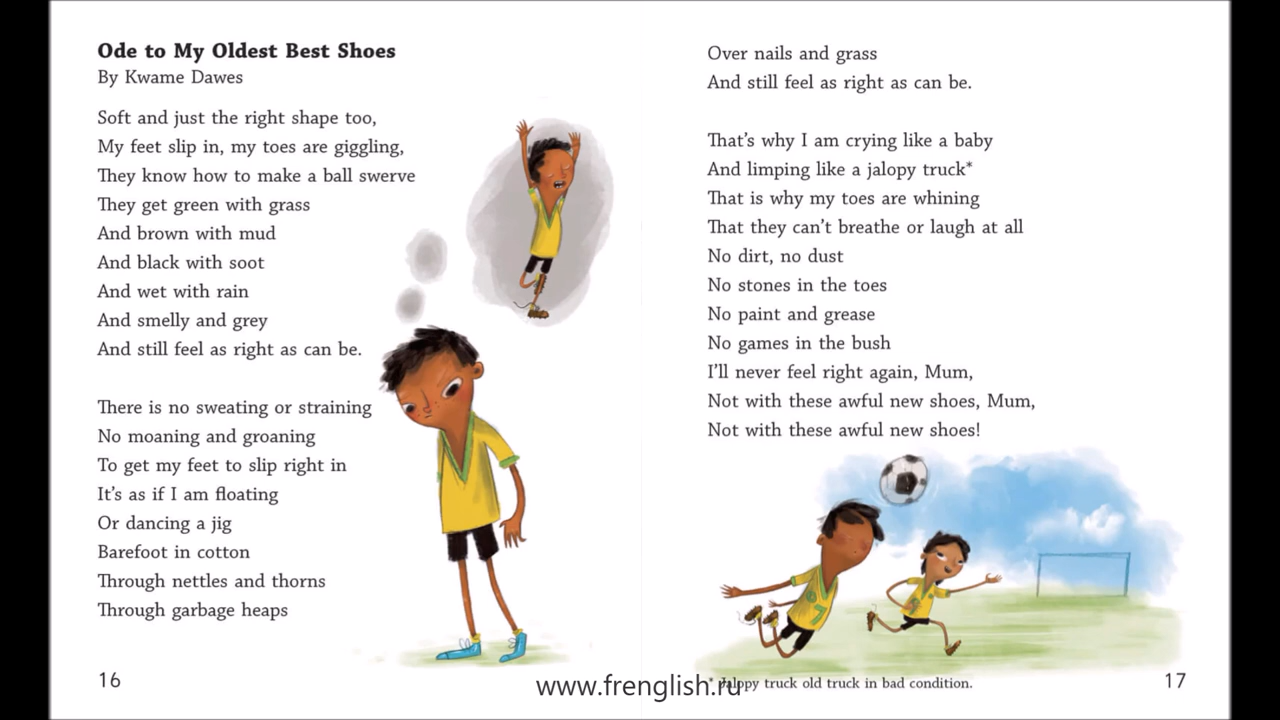 Ode to My Oldest Best Shoes
By Kwame Dawes
Soft and just the right shape too,
My feet slip in, my toes are giggling,
They know how to make a ball swerve
They get green with grass
And brown with mud
And black with soot
And wet with rain
And smelly and grey
And still feel as right as can be.
There is no sweating or straining
No moaning and groaning
To get my feet to slip right in
It's as if I am floating
Or dancing a jig
Barefoot in cotton
Through nettles and thorns
Through garbage heaps
16
Over nails and grass
And still feel as right as can be.
That's why I am crying like a baby
And limping like a jalopy truck*
That is why my toes are whining
That they can't breathe or laugh at all
No dirt, no dust
No stones in the toes
No paint and grease
No games in the bush
I'll never feel right again, Mum,
Not with these awful new shoes, Mum,
Not with these awful new shoes!
7
* Jalopy truck old truck in bad condition.
17
www.frenglish.ru